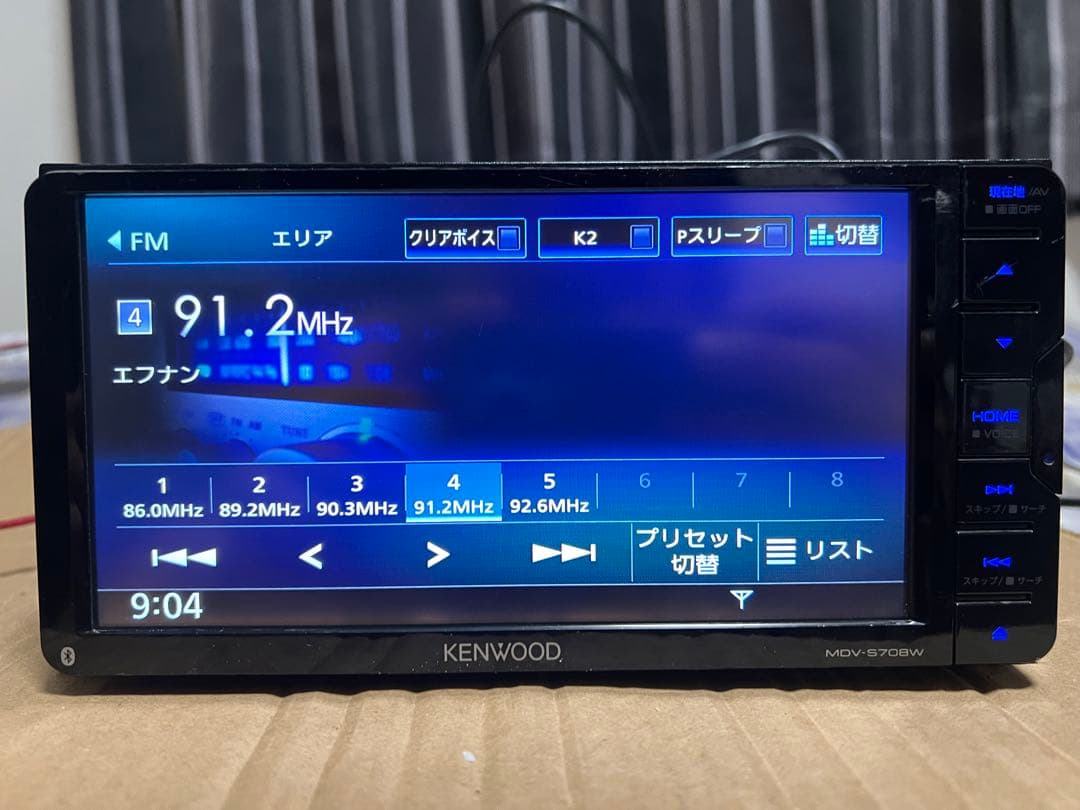 FM エリア クリアボイス K2 Pスリープ 切替
4 91.2MHz
エフナン
1 2 3 4 5 6 7 8
86.0MHz 89.2MHz 90.3MHz 91.2MHz 92.6MHz
プリセット
切替
リスト
9:04
KENWOOD
MDV-S708W
現在地/AV
画面OFF
HOME
VOICE
スキップ/サーチ
スキップ/サーチ